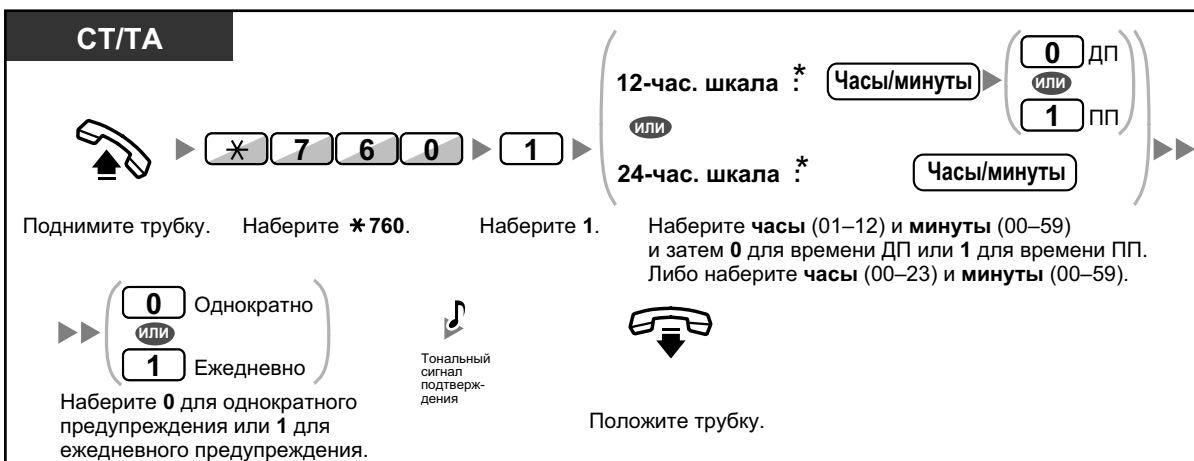 СТ/ТА
12-час. шкала :* Часы/минуты 0 ДП
или
1 ПП
или
24-час. шкала :* Часы/минуты
* 7 6 0 1
Поднимите трубку. Наберите *760. Наберите 1. Наберите часы (01–12) и минуты (00–59)
и затем 0 для времени ДП или 1 для времени ПП.
Либо наберите часы (00–23) и минуты (00–59).
0 Однократно
или
1 Ежедневно
Наберите 0 для однократного
предупреждения или 1 для
ежедневного предупреждения.
Тональный
сигнал
подтверж-
дения
Положите трубку.